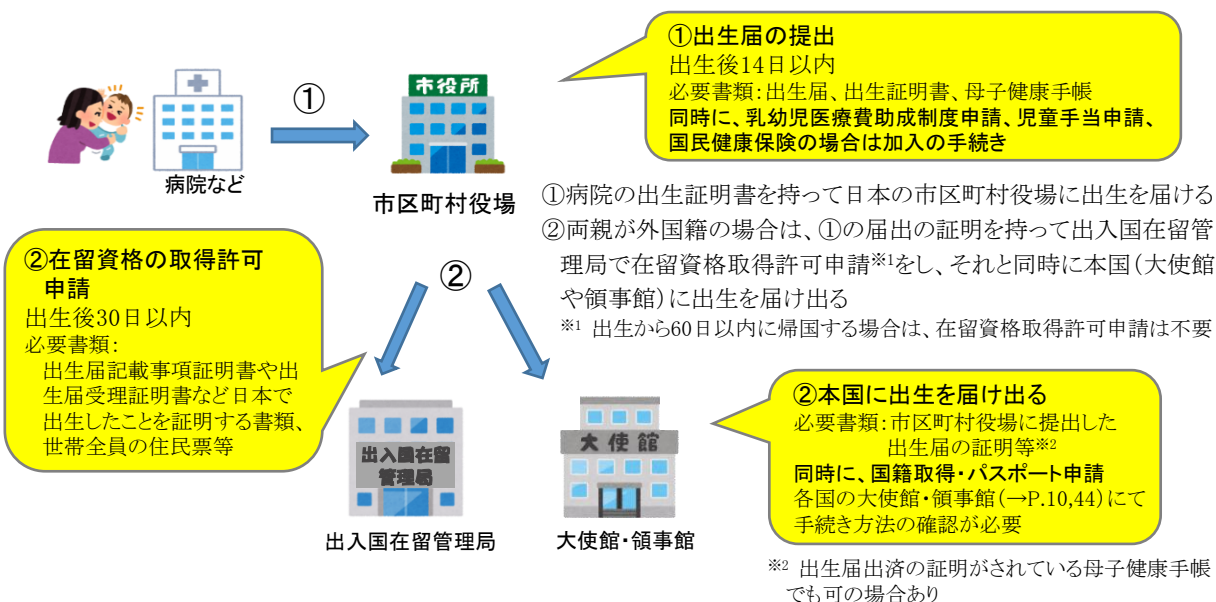 ①出生届の提出
出生後14日以内
必要書類：出生届、出生証明書、母子健康手帳
同時に、乳幼児医療費助成制度申請、児童手当申請、
国民健康保険の場合は加入の手続き
①
市役所
病院など
市区町村役場
①病院の出生証明書を持って日本の市区町村役場に出生を届ける
②両親が外国籍の場合は、①の届出の証明を持って出入国在留管
理局で在留資格取得許可申請※1をし、それと同時に本国（大使館
や領事館）に出生を届け出る
※1 出生から60日以内に帰国する場合は、在留資格取得許可申請は不要
②在留資格の取得許可
申請
出生後30日以内
必要書類：
出生届記載事項証明書や出
生届受理証明書など日本で
出生したことを証明する書類、
世帯全員の住民票等
②
出入国在留
管理局
出入国在留管理局
大使館
大使館・領事館
②本国に出生を届け出る
必要書類：市区町村役場に提出した
出生届の証明等※2
同時に、国籍取得・パスポート申請
各国の大使館・領事館（→P.10,44）にて
手続き方法の確認が必要
※2 出生届出済の証明がされている母子健康手帳
でも可の場合あり